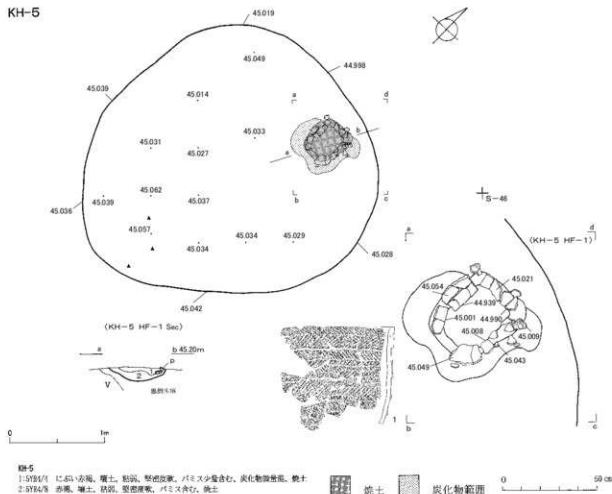 KH-5
45.019
45.049
44.998
45.039
45.014
a
d
45.033
b
45.031
45.027
a
45.062
45.039
45.037
b
c
S-46
45.036
45.057
45.034
45.034
45.029
a
(KH-5 HF-1)
d
45.028
45.042
45.054
45.021
44.939
(KH-5 HF-1 Sec)
45.001
44.990
45.008
45.009
a
b 45.20m
45.049
45.043
P
2
V
1
b
c
0
1m
KH-5
1:5YR4/4 にぶい赤褐、壌土、粘弱、堅密度軟、パミス少量含む、炭化物微量混、焼土
2:5YR4/8 赤褐、壌土、粘弱、堅密度軟、パミス含む、焼土
焼土
炭化物範囲
0
50 cm